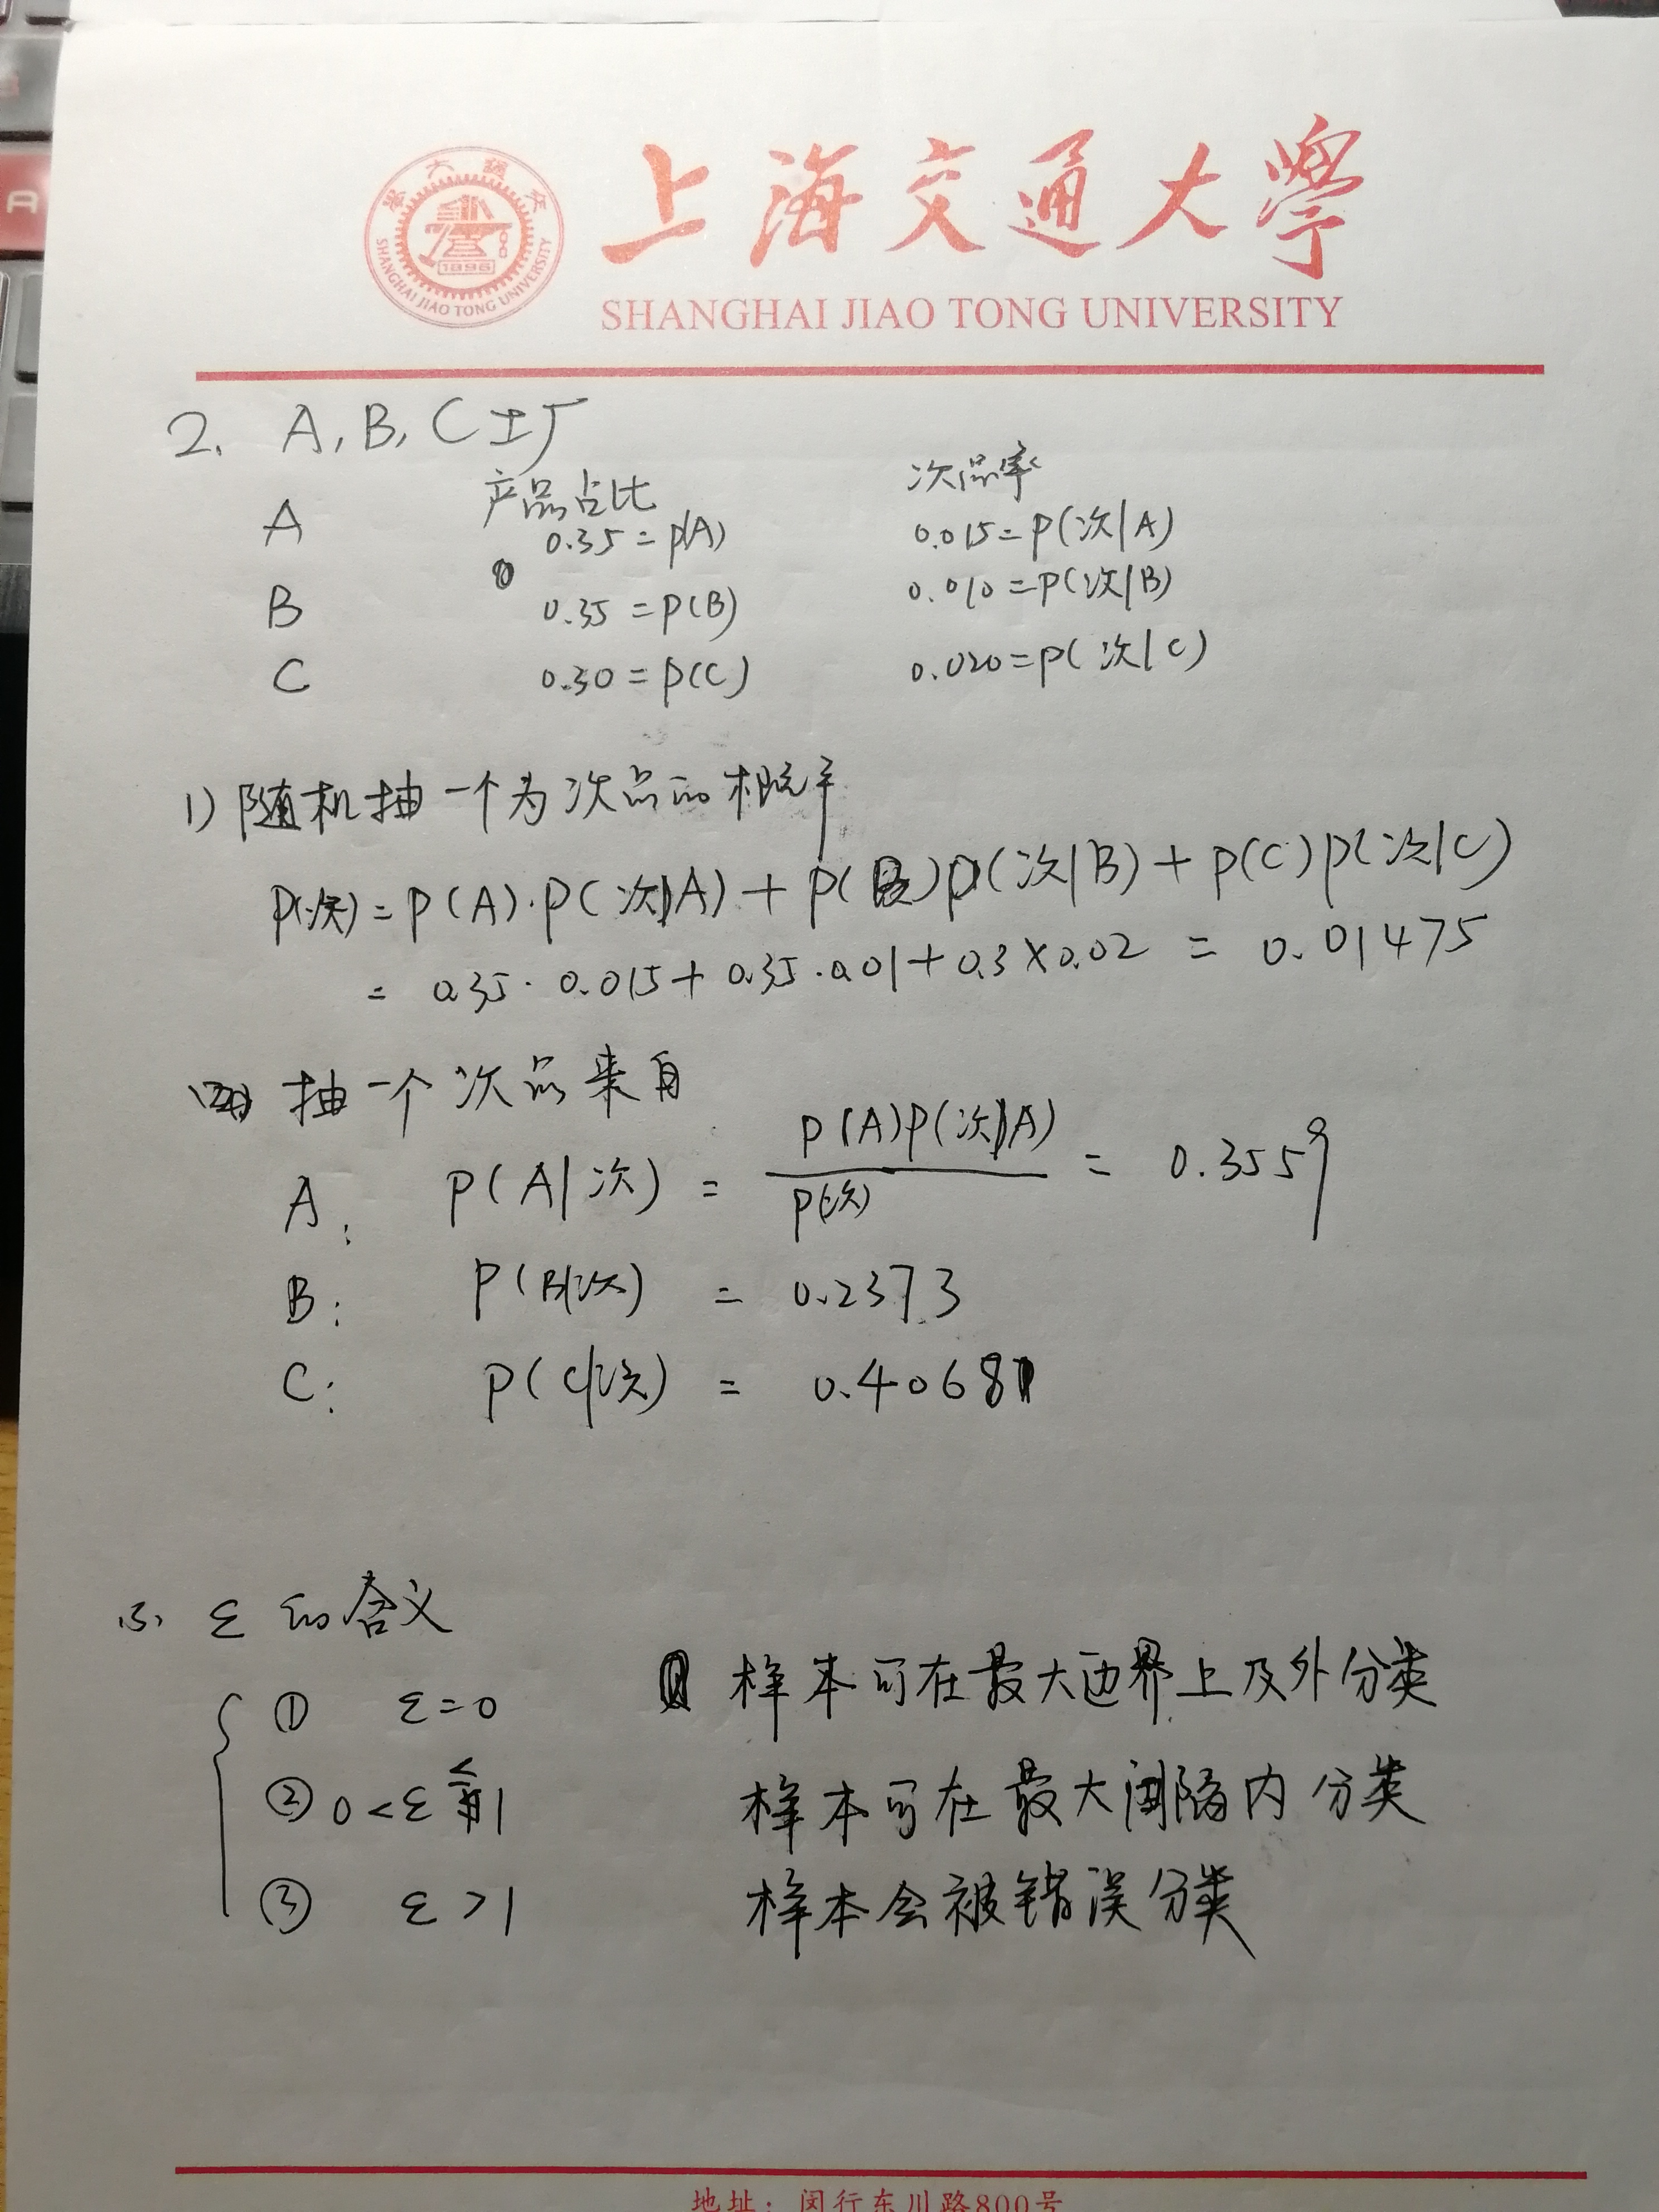 上海交通大學
SHANGHAI JIAO TONG UNIVERSITY
1896
SHANGHAI JIAO TONG UNIVERSITY
2. A, B, C 工厂
产品占比 次品率
A 0.35 = p(A) 0.015 = p(次|A)
B 0.35 = p(B) 0.010 = p(次|B)
C 0.30 = p(C) 0.020 = p(次|C)
1) 随机抽一个为次品的概率
p(次) = p(A)·p(次|A) + p(B)p(次|B) + p(C)p(次|C)
= 0.35·0.015 + 0.35·0.01 + 0.3×0.02 = 0.01475
抽一个次品来自
A: p(A|次) = p(A)p(次|A) / p(次) = 0.3559
B: p(B|次) = 0.2373
C: p(C|次) = 0.4068
ε 的含义
① ε=0 样本可在最大边界上及外分类
② 0<ε≤1 样本可在最大间隔内分类
③ ε>1 样本会被错误分类
地址：闵行东川路800号